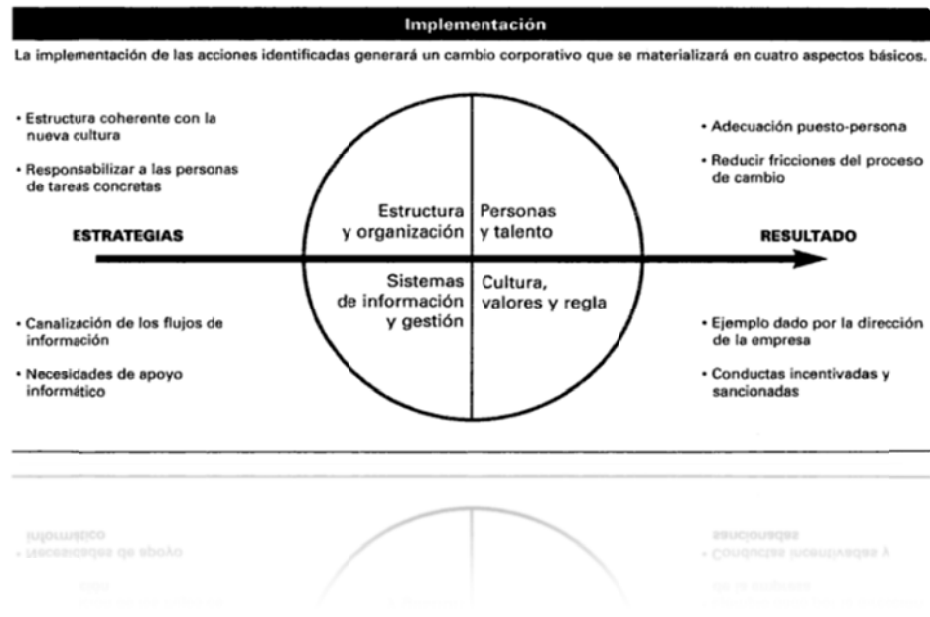 Implementación
La implementación de las acciones identificadas generará un cambio corporativo que se materializará en cuatro aspectos básicos.
• Estructura coherente con la
nueva cultura
• Responsabilizar a las personas
de tareas concretas
ESTRATEGIAS
• Canalización de los flujos de
información
• Necesidades de apoyo
informático
Estructura
y organización
Personas
y talento
Sistemas
de información
y gestión
Cultura,
valores y regla
• Adecuación puesto-persona
• Reducir fricciones del proceso
de cambio
RESULTADO
• Ejemplo dado por la dirección
de la empresa
• Conductas incentivadas y
sancionadas